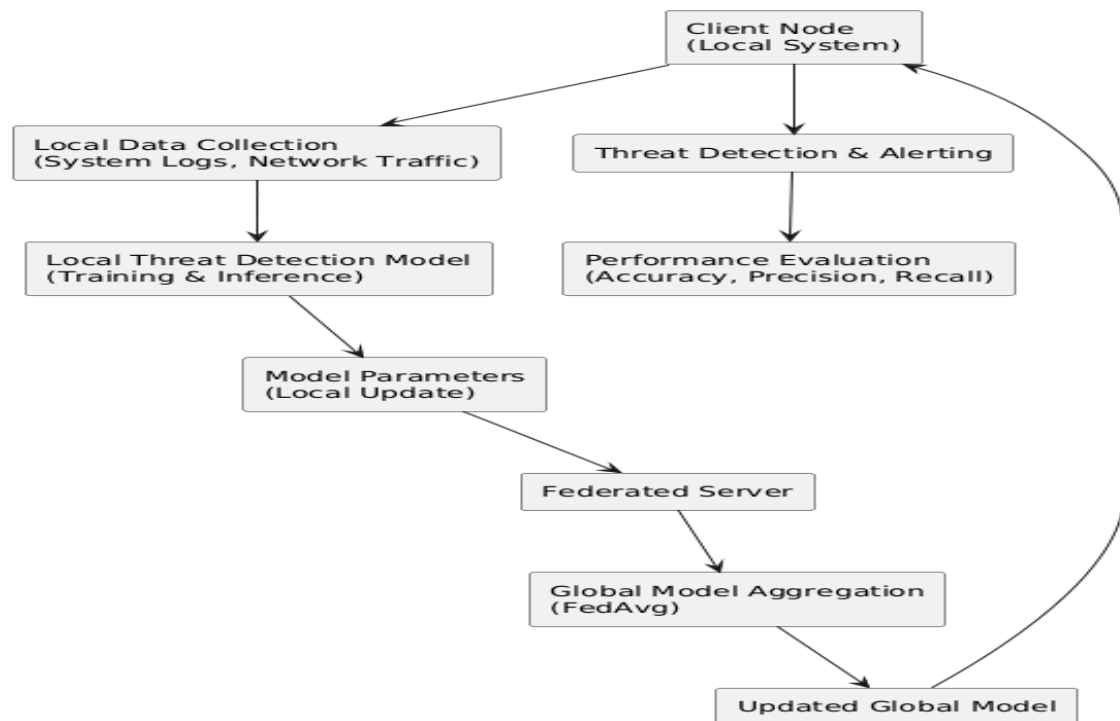 Client Node
(Local System)
Local Data Collection
(System Logs, Network Traffic)
Threat Detection & Alerting
Local Threat Detection Model
(Training & Inference)
Performance Evaluation
(Accuracy, Precision, Recall)
Model Parameters
(Local Update)
Federated Server
Global Model Aggregation
(FedAvg)
Updated Global Model